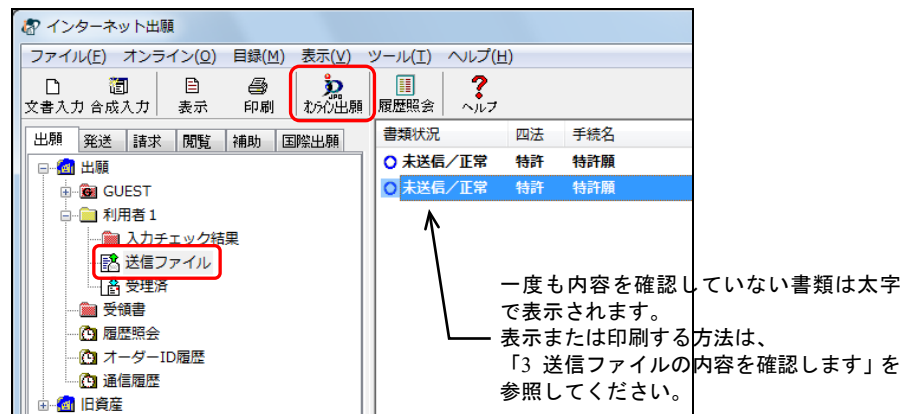 インターネット出願
ファイル(F) オンライン(O) 目録(M) 表示(V) ツール(T) ヘルプ(H)
文書入力 合成入力 表示 印刷 オンライン出願 履歴照会 ヘルプ
出願 発送 請求 閲覧 補助 国際出願
書類状況 四法 手続名
出願
未送信／正常 特許 特許願
GUEST
未送信／正常 特許 特許願
利用者1
入力チェック結果
送信ファイル
受理済
受領書
履歴照会
オーダーID履歴
通信履歴
旧資産
一度も内容を確認していない書類は太字
で表示されます。
表示または印刷する方法は、
「3 送信ファイルの内容を確認します」を
参照してください。